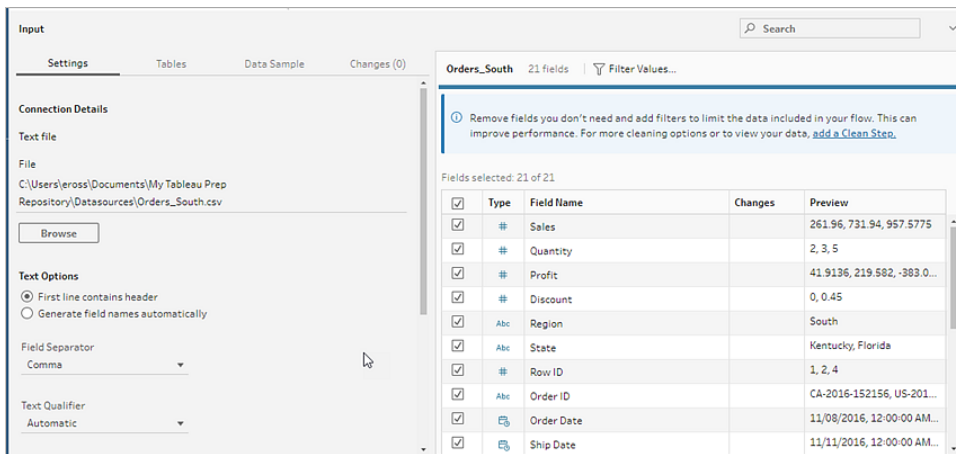 Input
Search
Settings Tables Data Sample Changes (0)
Connection Details
Text file
File
C:\Users\eross\Documents\My Tableau Prep
Repository\Datasources\Orders_South.csv
Browse
Text Options
First line contains header
Generate field names automatically
Field Separator
Comma
Text Qualifier
Automatic
Orders_South 21 fields Filter Values...
Remove fields you don't need and add filters to limit the data included in your flow. This can
improve performance. For more cleaning options or to view your data, add a Clean Step.
Fields selected: 21 of 21
Type Field Name Changes Preview
# Sales 261.96, 731.94, 957.5775
# Quantity 2, 3, 5
# Profit 41.9136, 219.582, -383.0...
# Discount 0, 0.45
Abc Region South
Abc State Kentucky, Florida
# Row ID 1, 2, 4
Abc Order ID CA-2016-152156, US-201...
Order Date 11/08/2016, 12:00:00 AM...
Ship Date 11/11/2016, 12:00:00 AM...